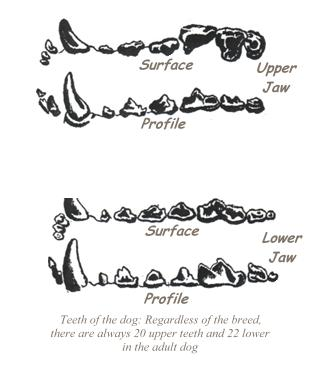 Surface
Upper
Jaw
Profile
Surface
Lower
Jaw
Profile
Teeth of the dog: Regardless of the breed,
there are always 20 upper teeth and 22 lower
in the adult dog